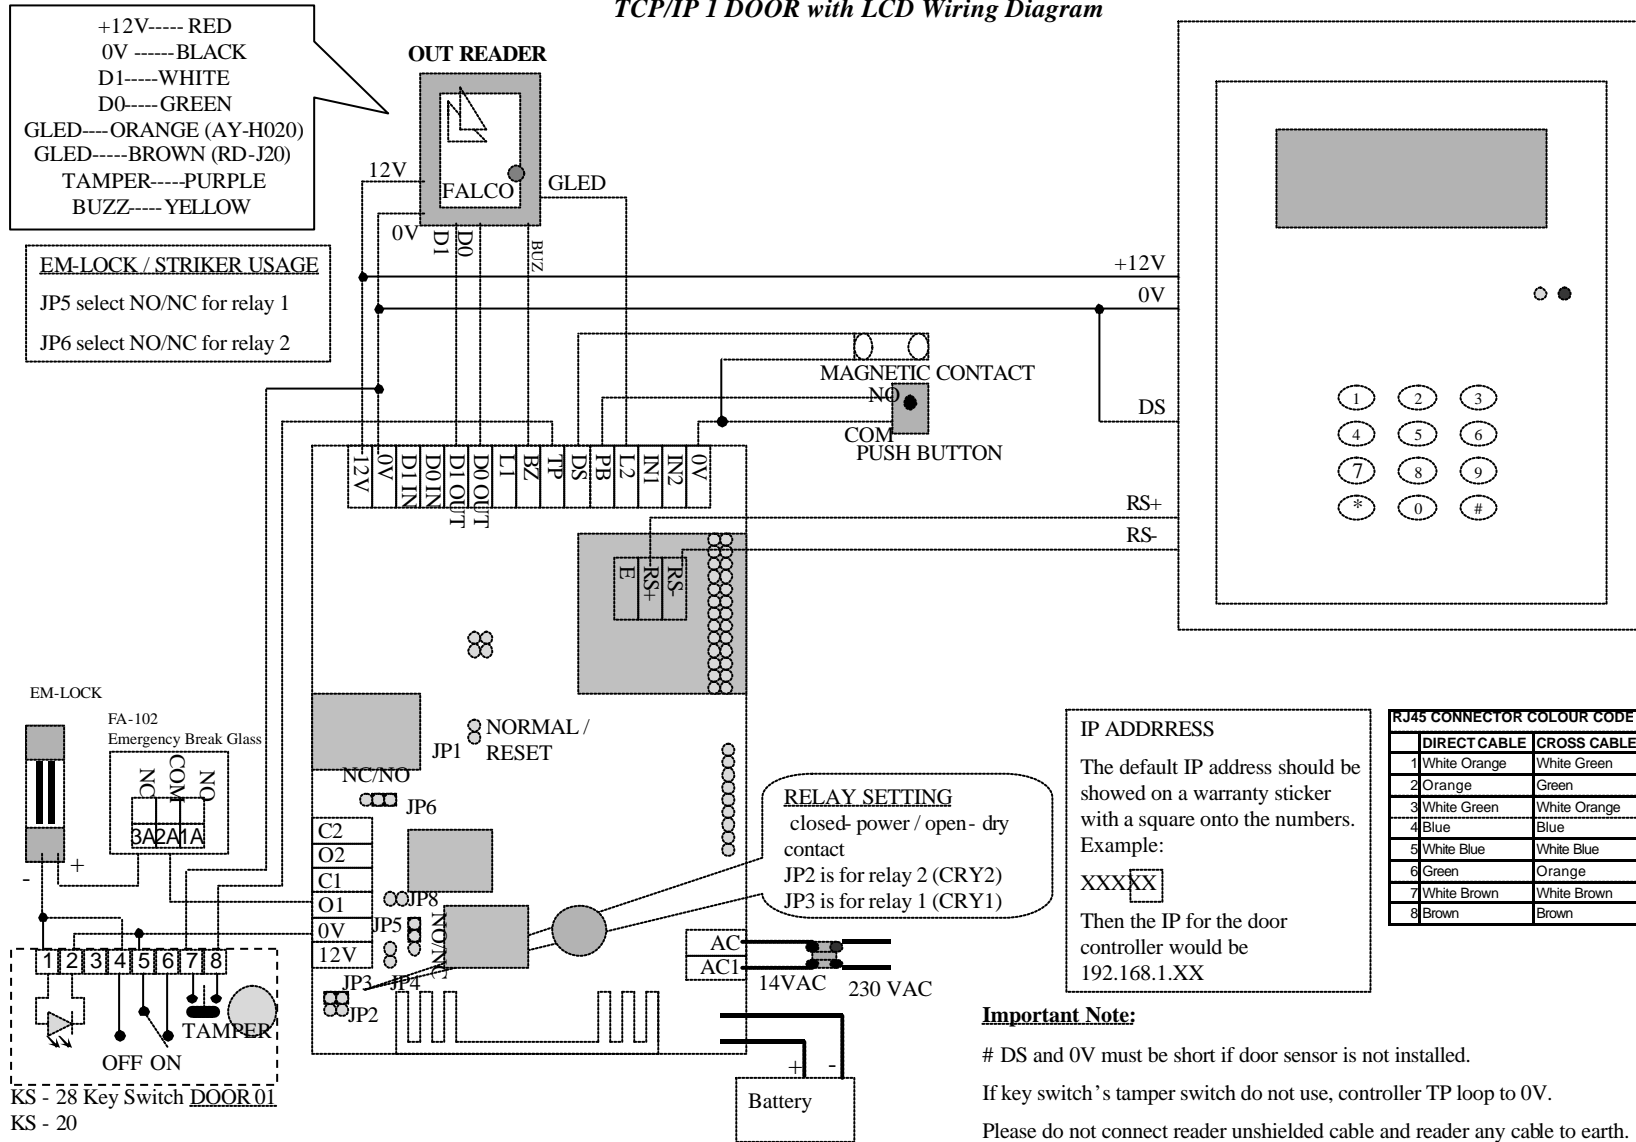 TCP/IP 1 DOOR with LCD Wiring Diagram
+12V----- RED
0V ------BLACK
D1-----WHITE
D0-----GREEN
GLED----ORANGE (AY-H020)
GLED-----BROWN (RD-J20)
TAMPER-----PURPLE
BUZZ-----YELLOW
OUT READER
12V
FALCO
GLED
0V
D1
D0
BUZ
EM-LOCK / STRIKER USAGE
JP5 select NO/NC for relay 1
JP6 select NO/NC for relay 2
+12V
0V
DS
RS+
RS-
1 2 3
4 5 6
7 8 9
* 0 #
MAGNETIC CONTACT
NO
COM
PUSH BUTTON
12V
0V
D1 IN
D0 IN
D1 OUT
D0 OUT
L1
BZ
TP
DS
PB
L2
IN1
IN2
0V
E
RS+
RS-
EM-LOCK
- +
FA-102
Emergency Break Glass
NC
COM
NO
3A 2A 1A
JP1
NORMAL /
RESET
NC/NO
JP6
C2
O2
C1
O1
0V
12V
JP8
JP5
NO/NC
JP3
JP4
JP2
RELAY SETTING
closed- power / open- dry
contact
JP2 is for relay 2 (CRY2)
JP3 is for relay 1 (CRY1)
AC
AC1
14VAC
230 VAC
+ -
Battery
1 2 3 4 5 6 7 8
TAMPER
OFF ON
KS - 28 Key Switch DOOR 01
KS - 20
IP ADDRRESS
The default IP address should be
showed on a warranty sticker
with a square onto the numbers.
Example:
XXXXX
Then the IP for the door
controller would be
192.168.1.XX
RJ45 CONNECTOR COLOUR CODE
DIRECT CABLE CROSS CABLE
1 White Orange White Green
2 Orange Green
3 White Green White Orange
4 Blue Blue
5 White Blue White Blue
6 Green Orange
7 White Brown White Brown
8 Brown Brown
Important Note:
# DS and 0V must be short if door sensor is not installed.
If key switch's tamper switch do not use, controller TP loop to 0V.
Please do not connect reader unshielded cable and reader any cable to earth.